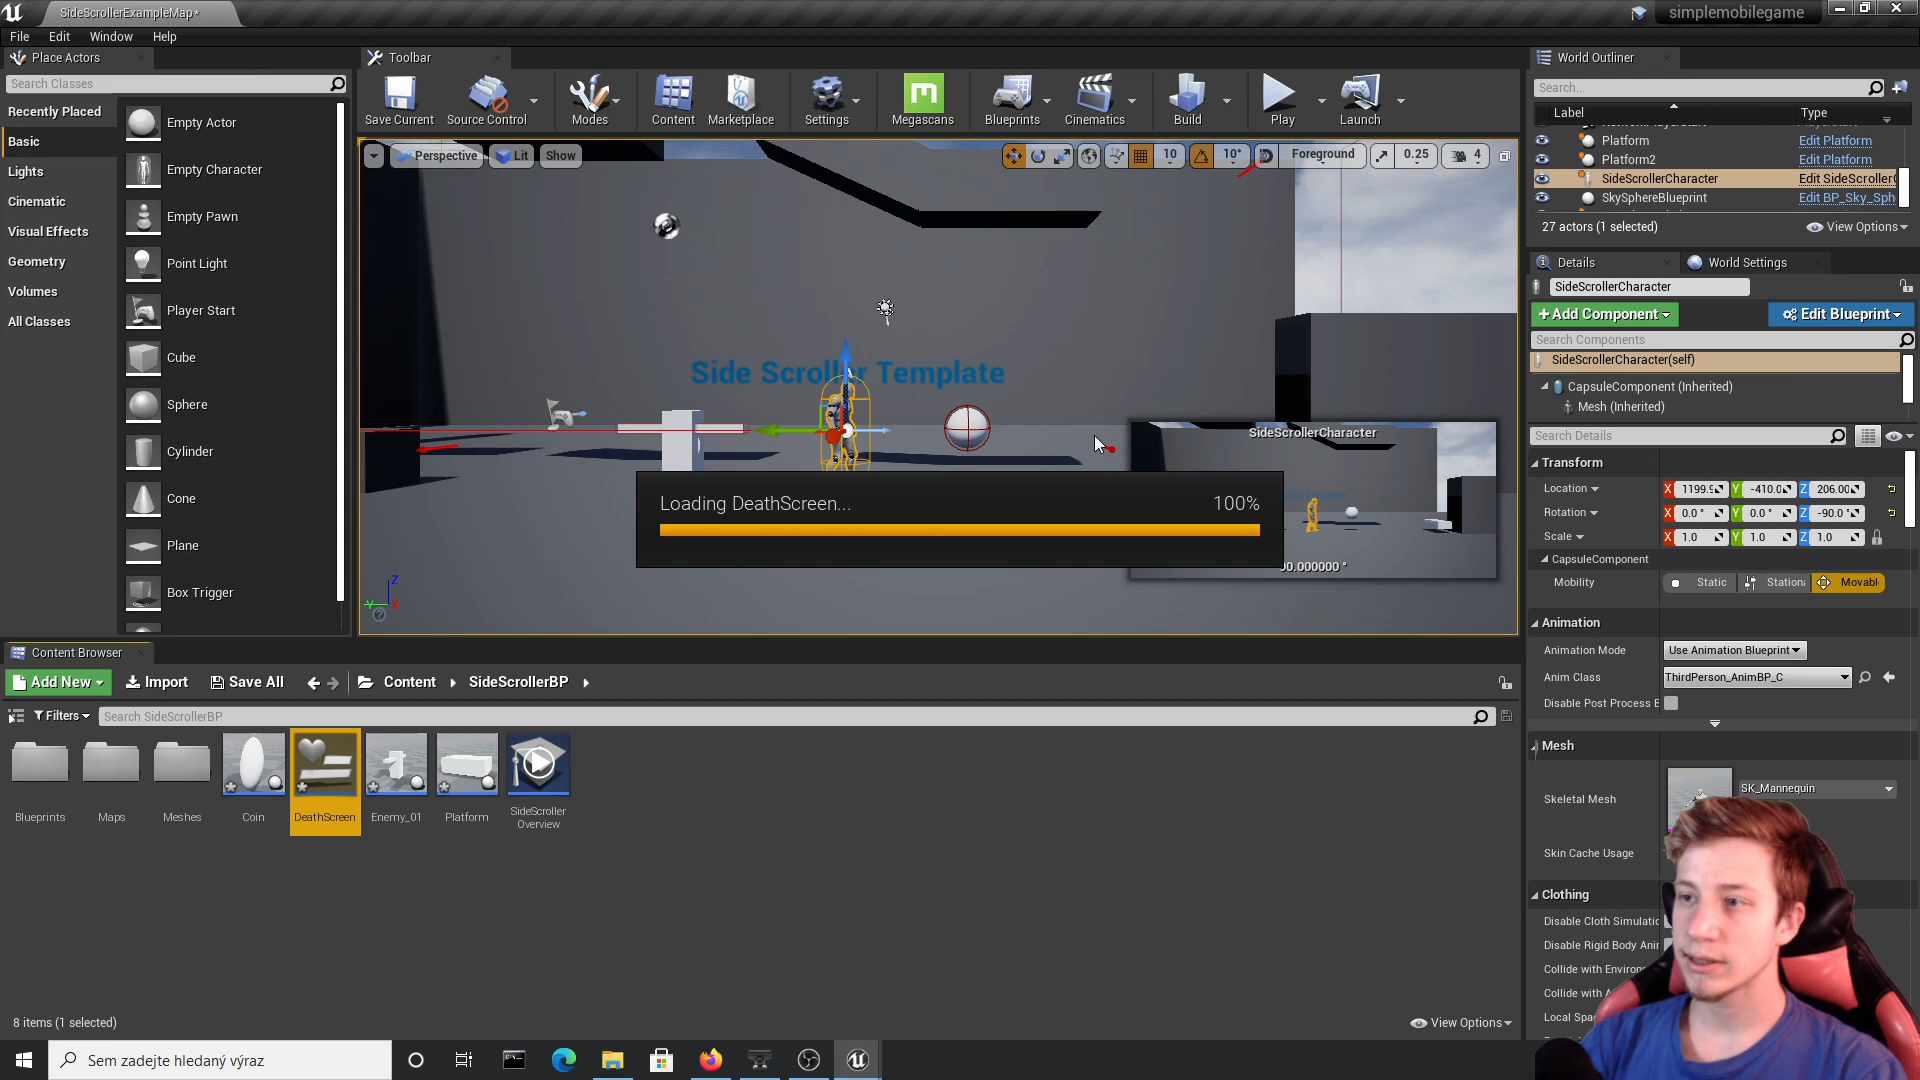 SideScrollerExampleMap*
simplemobilegame
File Edit Window Help
Place Actors
Search Classes
Recently Placed
Basic
Lights
Cinematic
Visual Effects
Geometry
Volumes
All Classes
Empty Actor
Empty Character
Empty Pawn
Point Light
Player Start
Cube
Sphere
Cylinder
Cone
Plane
Box Trigger
Toolbar
Save Current
Source Control
Modes
Content
Marketplace
Settings
Megascans
Blueprints
Cinematics
Build
Play
Launch
Perspective Lit Show
10 10° Foreground 0.25 4
Side Scroller Template
SideScrollerCharacter
Loading DeathScreen... 100%
00.000000 °
Z
Y X
World Outliner
Search...
Label Type
Platform Edit Platform
Platform2 Edit Platform
SideScrollerCharacter Edit SideScroller
SkySphereBlueprint Edit BP_Sky_Sph
27 actors (1 selected) View Options
Details World Settings
SideScrollerCharacter
+ Add Component Edit Blueprint
Search Components
SideScrollerCharacter(self)
CapsuleComponent (Inherited)
Mesh (Inherited)
Search Details
Transform
Location X 1199.9 Y -410.0 Z 206.00
Rotation X 0.0 ° Y 0.0 ° Z -90.0 °
Scale X 1.0 Y 1.0 Z 1.0
CapsuleComponent
Mobility Static Stationa Movabl
Animation
Animation Mode Use Animation Blueprint
Anim Class ThirdPerson_AnimBP_C
Disable Post Process B
Mesh
Skeletal Mesh SK_Mannequin
Skin Cache Usage
Clothing
Disable Cloth Simulatio
Disable Rigid Body Ani
Collide with Environ
Collide with A
Local Spa
Content Browser
Add New Import Save All Content SideScrollerBP
Filters Search SideScrollerBP
Blueprints
Maps
Meshes
Coin
DeathScreen
Enemy_01
Platform
SideScroller
Overview
8 items (1 selected) View Options
Sem zadejte hledaný výraz